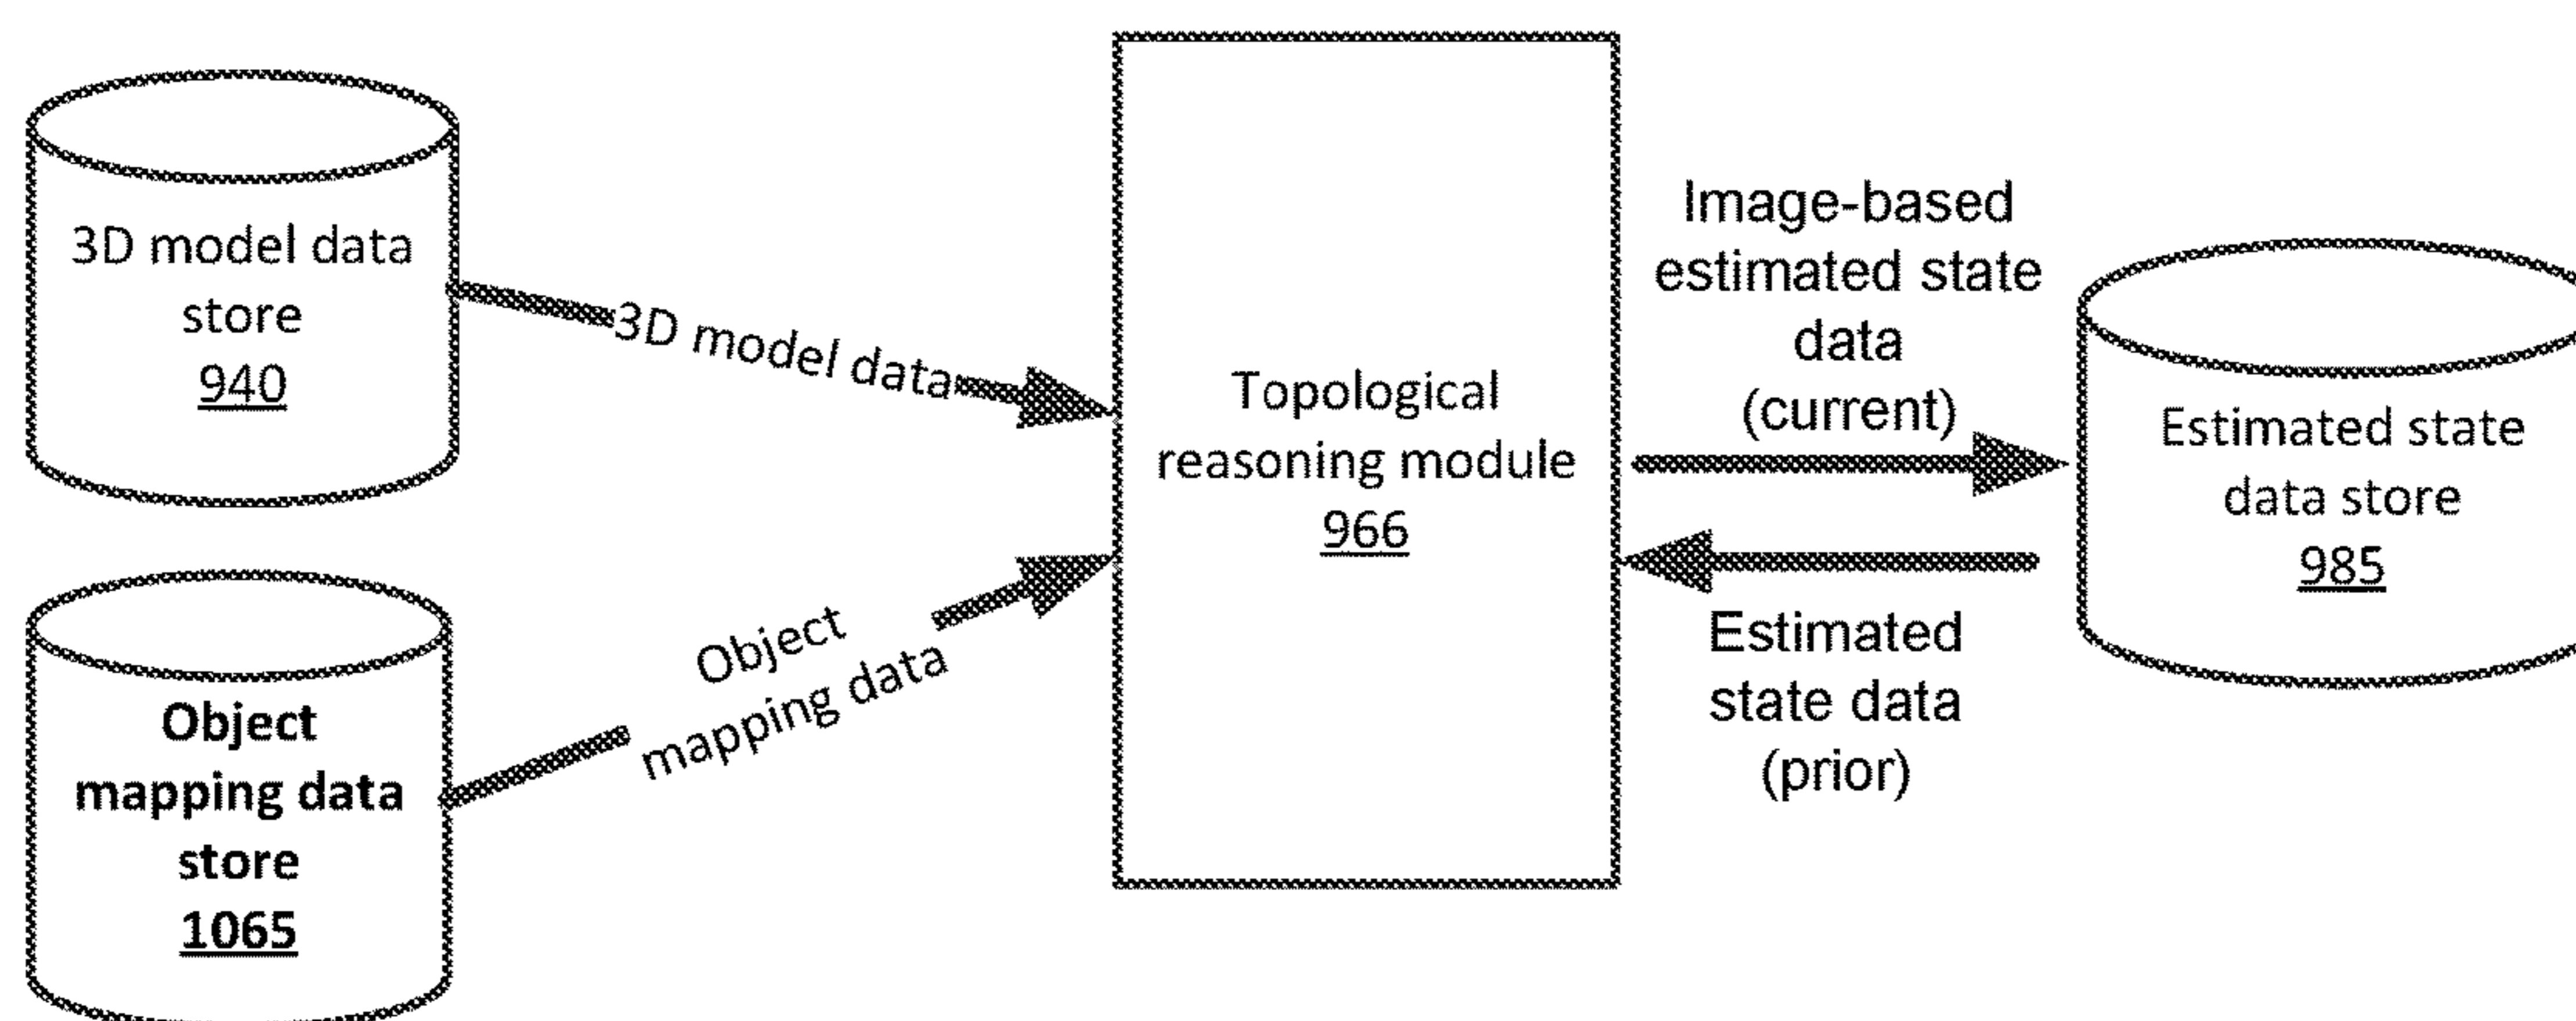 3D model data
store
940
3D model data
Object
mapping data
store
1065
Object
mapping data
Topological
reasoning module
966
Image-based
estimated state
data
(current)
Estimated
state data
(prior)
Estimated state
data store
985